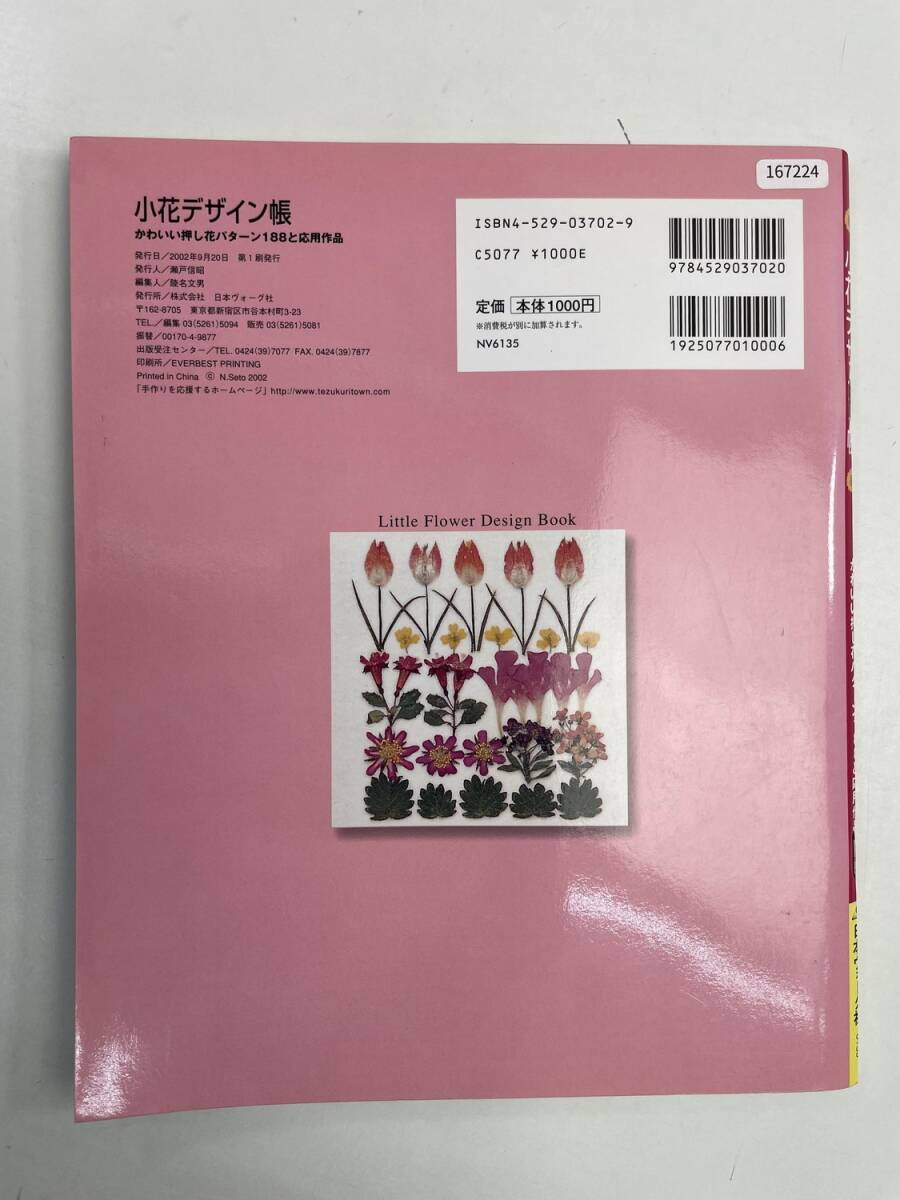 167224
小花デザイン帳
かわいい押し花パターン188と応用作品
発行日/2002年9月20日 第1刷発行
発行人/瀬戸信昭
編集人/陸名文男
発行所/株式会社 日本ヴォーグ社
〒162-8705 東京都新宿区市谷本村町3-23
TEL./編集 03(5261)5094 販売 03(5261)5081
振替/00170-4-9877
出版受注センター/TEL. 0424(39)7077 FAX. 0424(39)7877
印刷所/EVERBEST PRINTING
Printed in China © N.Seto 2002
「手作りを応援するホームページ」http://www.tezukuritown.com
ISBN4-529-03702-9
C5077 ¥1000E
定価 本体1000円
※消費税が別に加算されます。
NV6135
9784529037020
1925077010006
Little Flower Design Book